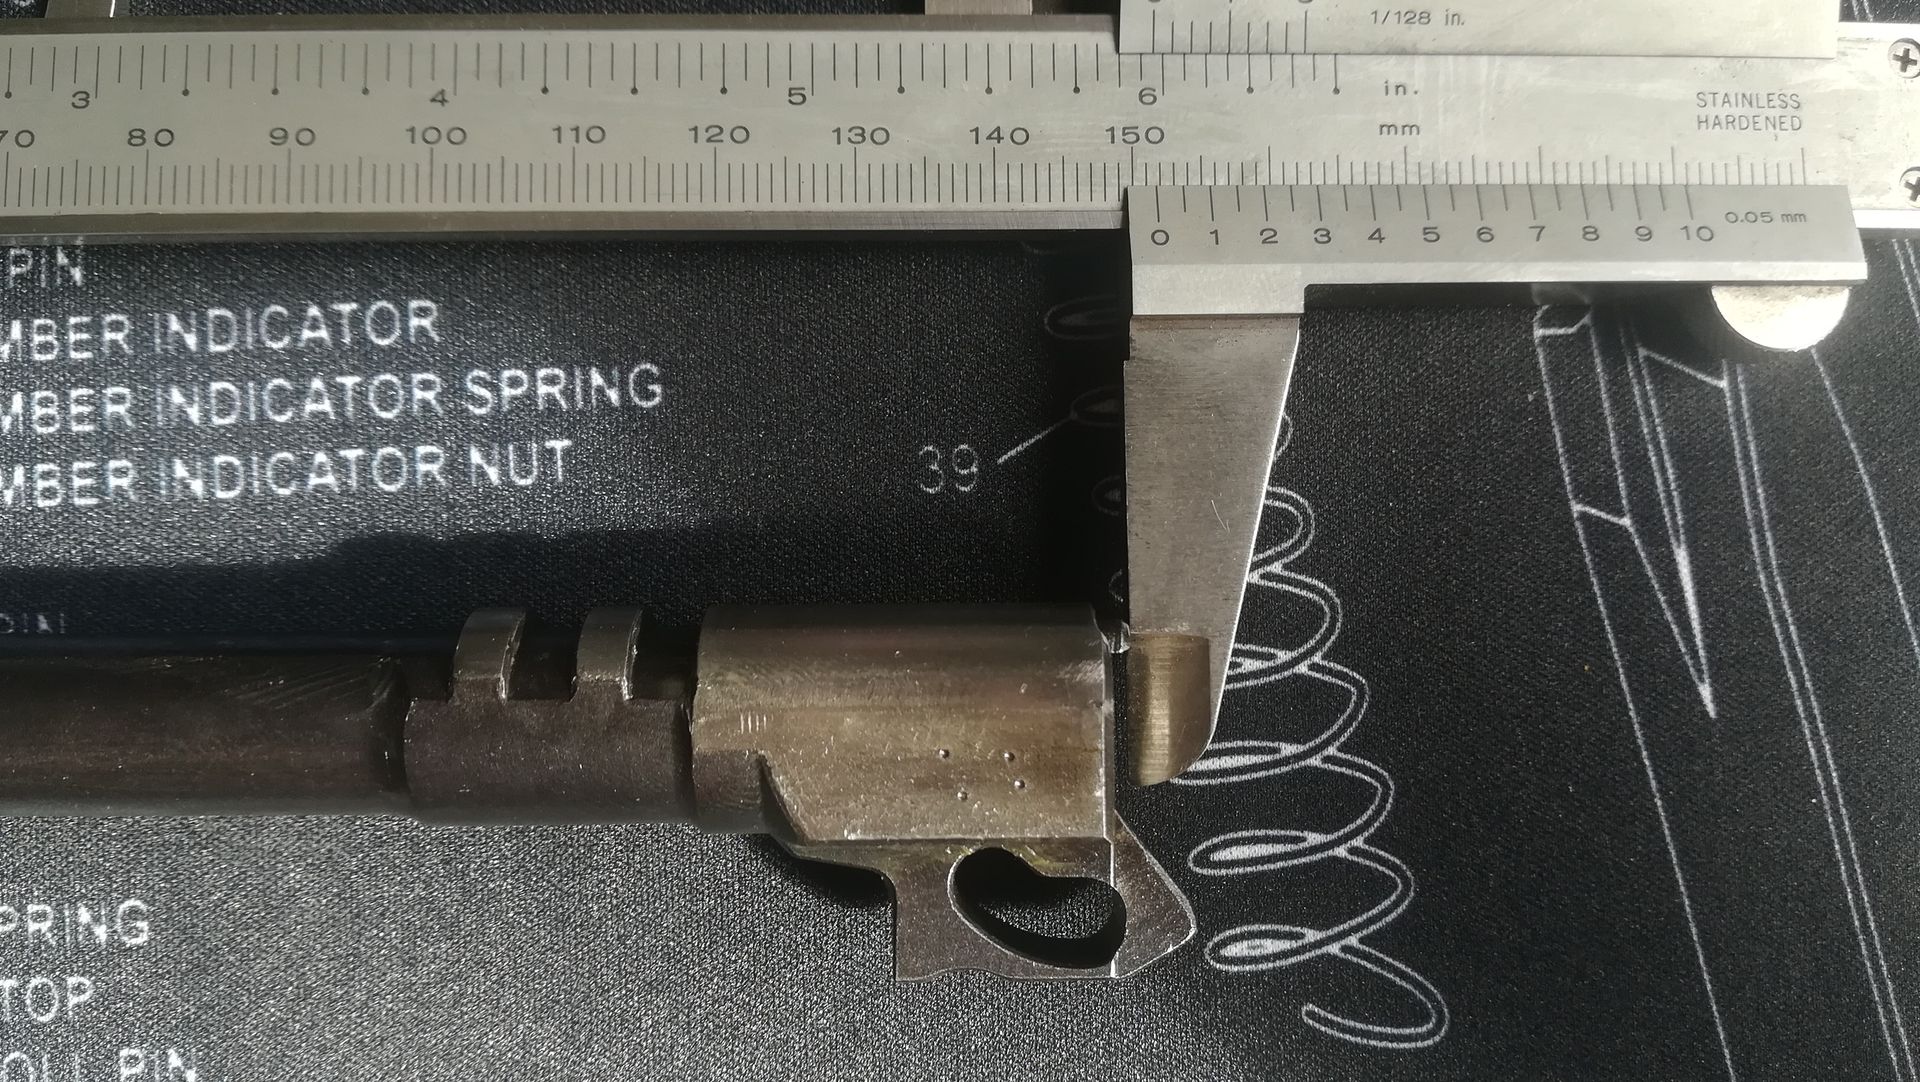 1/128 in.
3 4 5 6 in.
70 80 90 100 110 120 130 140 150 mm
STAINLESS
HARDENED
0 1 2 3 4 5 6 7 8 9 10 0.05 mm
PIN
MBER INDICATOR
MBER INDICATOR SPRING
MBER INDICATOR NUT
39
PRING
TOP
PIN